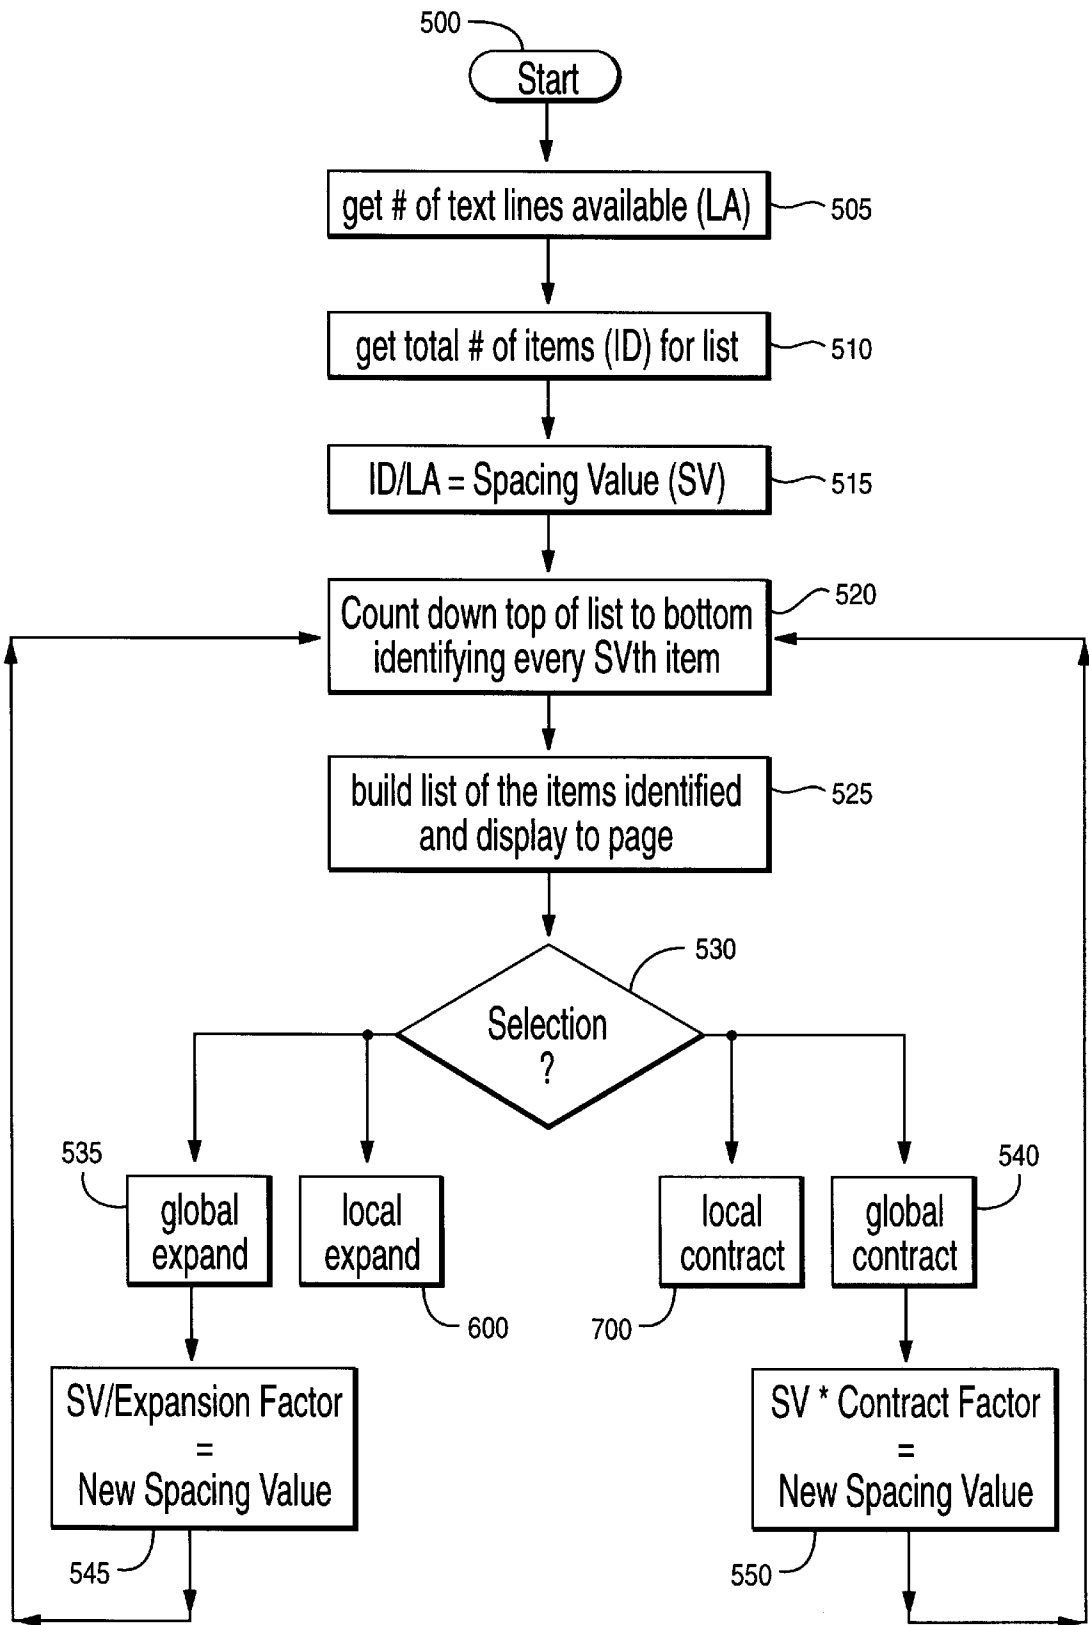 500
Start
get # of text lines available (LA)
505
get total # of items (ID) for list
510
ID/LA = Spacing Value (SV)
515
520
Count down top of list to bottom
identifying every SVth item
build list of the items identified
and display to page
525
530
Selection
?
535
global
expand
local
expand
600
local
contract
700
540
global
contract
SV/Expansion Factor
=
New Spacing Value
545
SV * Contract Factor
=
New Spacing Value
550